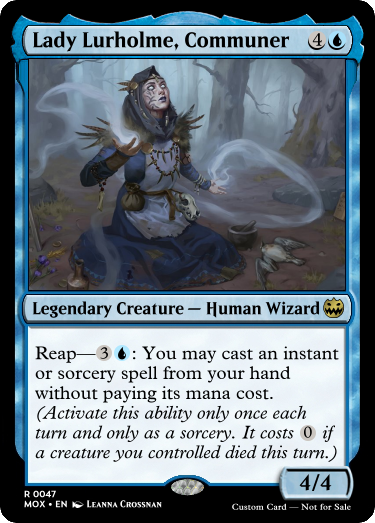 Lady Lurholme, Communer 4
Legendary Creature — Human Wizard
Reap—3: You may cast an instant
or sorcery spell from your hand
without paying its mana cost.
(Activate this ability only once each
turn and only as a sorcery. It costs 0 if
a creature you controlled died this turn.)
4/4
R 0047
MOX • EN Leanna Crossnan
Custom Card — Not for Sale